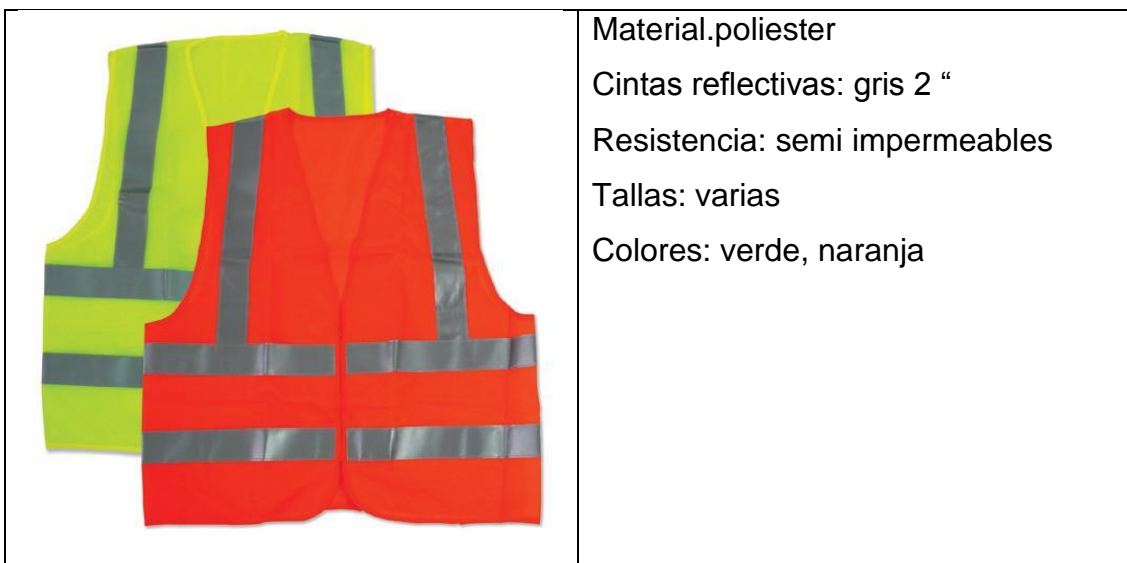 Material.poliester
Cintas reflectivas: gris 2 “
Resistencia: semi impermeables
Tallas: varias
Colores: verde, naranja